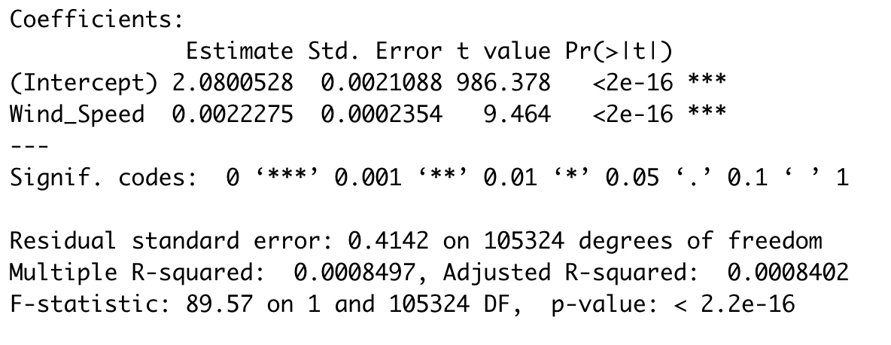 Coefficients:
Estimate Std. Error t value Pr(>|t|)
(Intercept) 2.0800528 0.0021088 986.378 <2e-16 ***
Wind_Speed 0.0022275 0.0002354 9.464 <2e-16 ***
---
Signif. codes: 0 ‘***’ 0.001 ‘**’ 0.01 ‘*’ 0.05 ‘.’ 0.1 ‘ ’ 1
Residual standard error: 0.4142 on 105324 degrees of freedom
Multiple R-squared: 0.0008497, Adjusted R-squared: 0.0008402
F-statistic: 89.57 on 1 and 105324 DF, p-value: < 2.2e-16